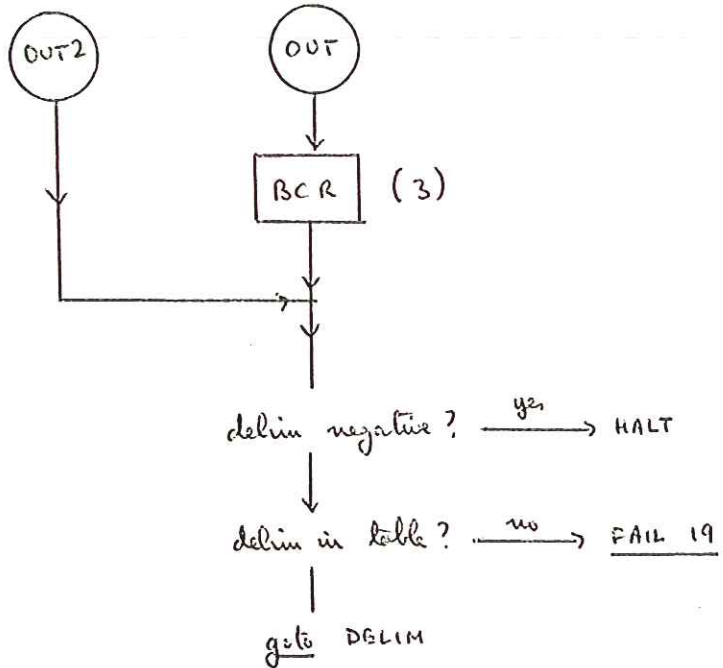 OUT2 OUT
BCR (3)
delim negative? yes HALT
delim in table? no FAIL 19
goto DELIM